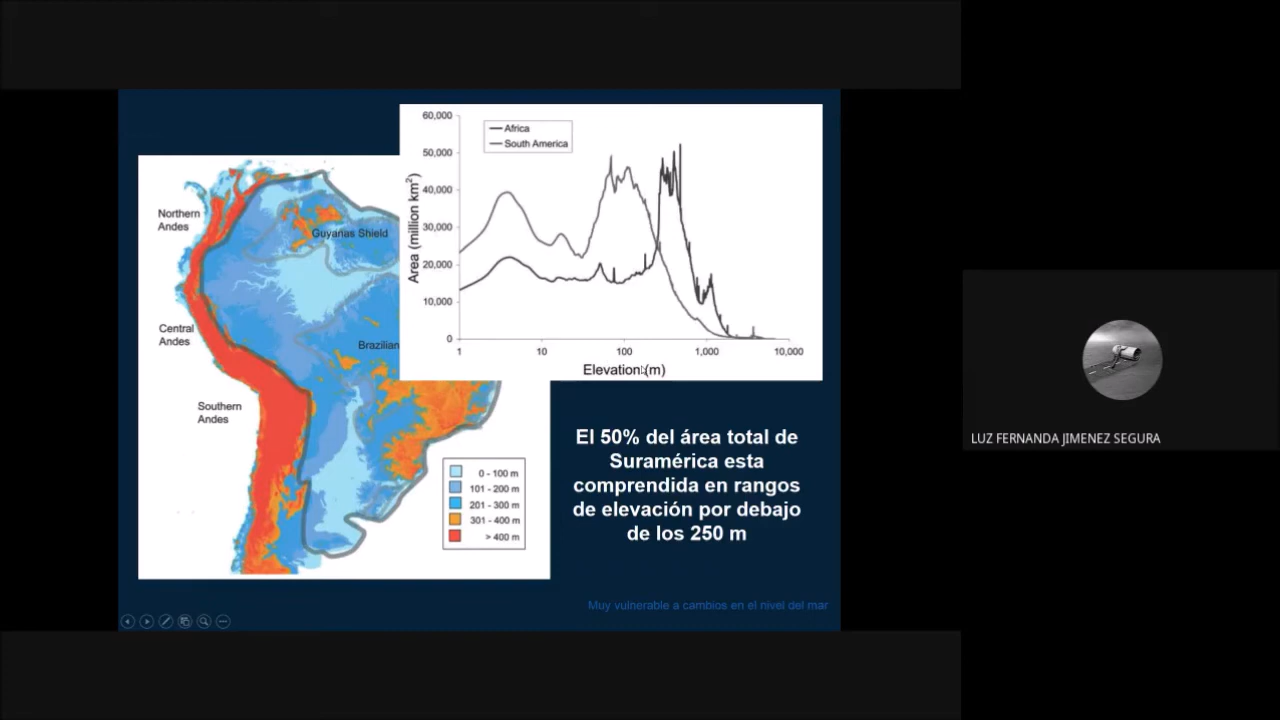 60,000
50,000
40,000
30,000
20,000
10,000
0
Area (million km²)
Africa
South America
1
10
100
1,000
10,000
Elevation (m)
Northern
Andes
Guyanas Shield
Central
Andes
Brazilian
Southern
Andes
0 - 100 m
101 - 200 m
201 - 300 m
301 - 400 m
> 400 m
El 50% del área total de
Suramérica esta
comprendida en rangos
de elevación por debajo
de los 250 m
Muy vulnerable a cambios en el nivel del mar
LUZ FERNANDA JIMENEZ SEGURA